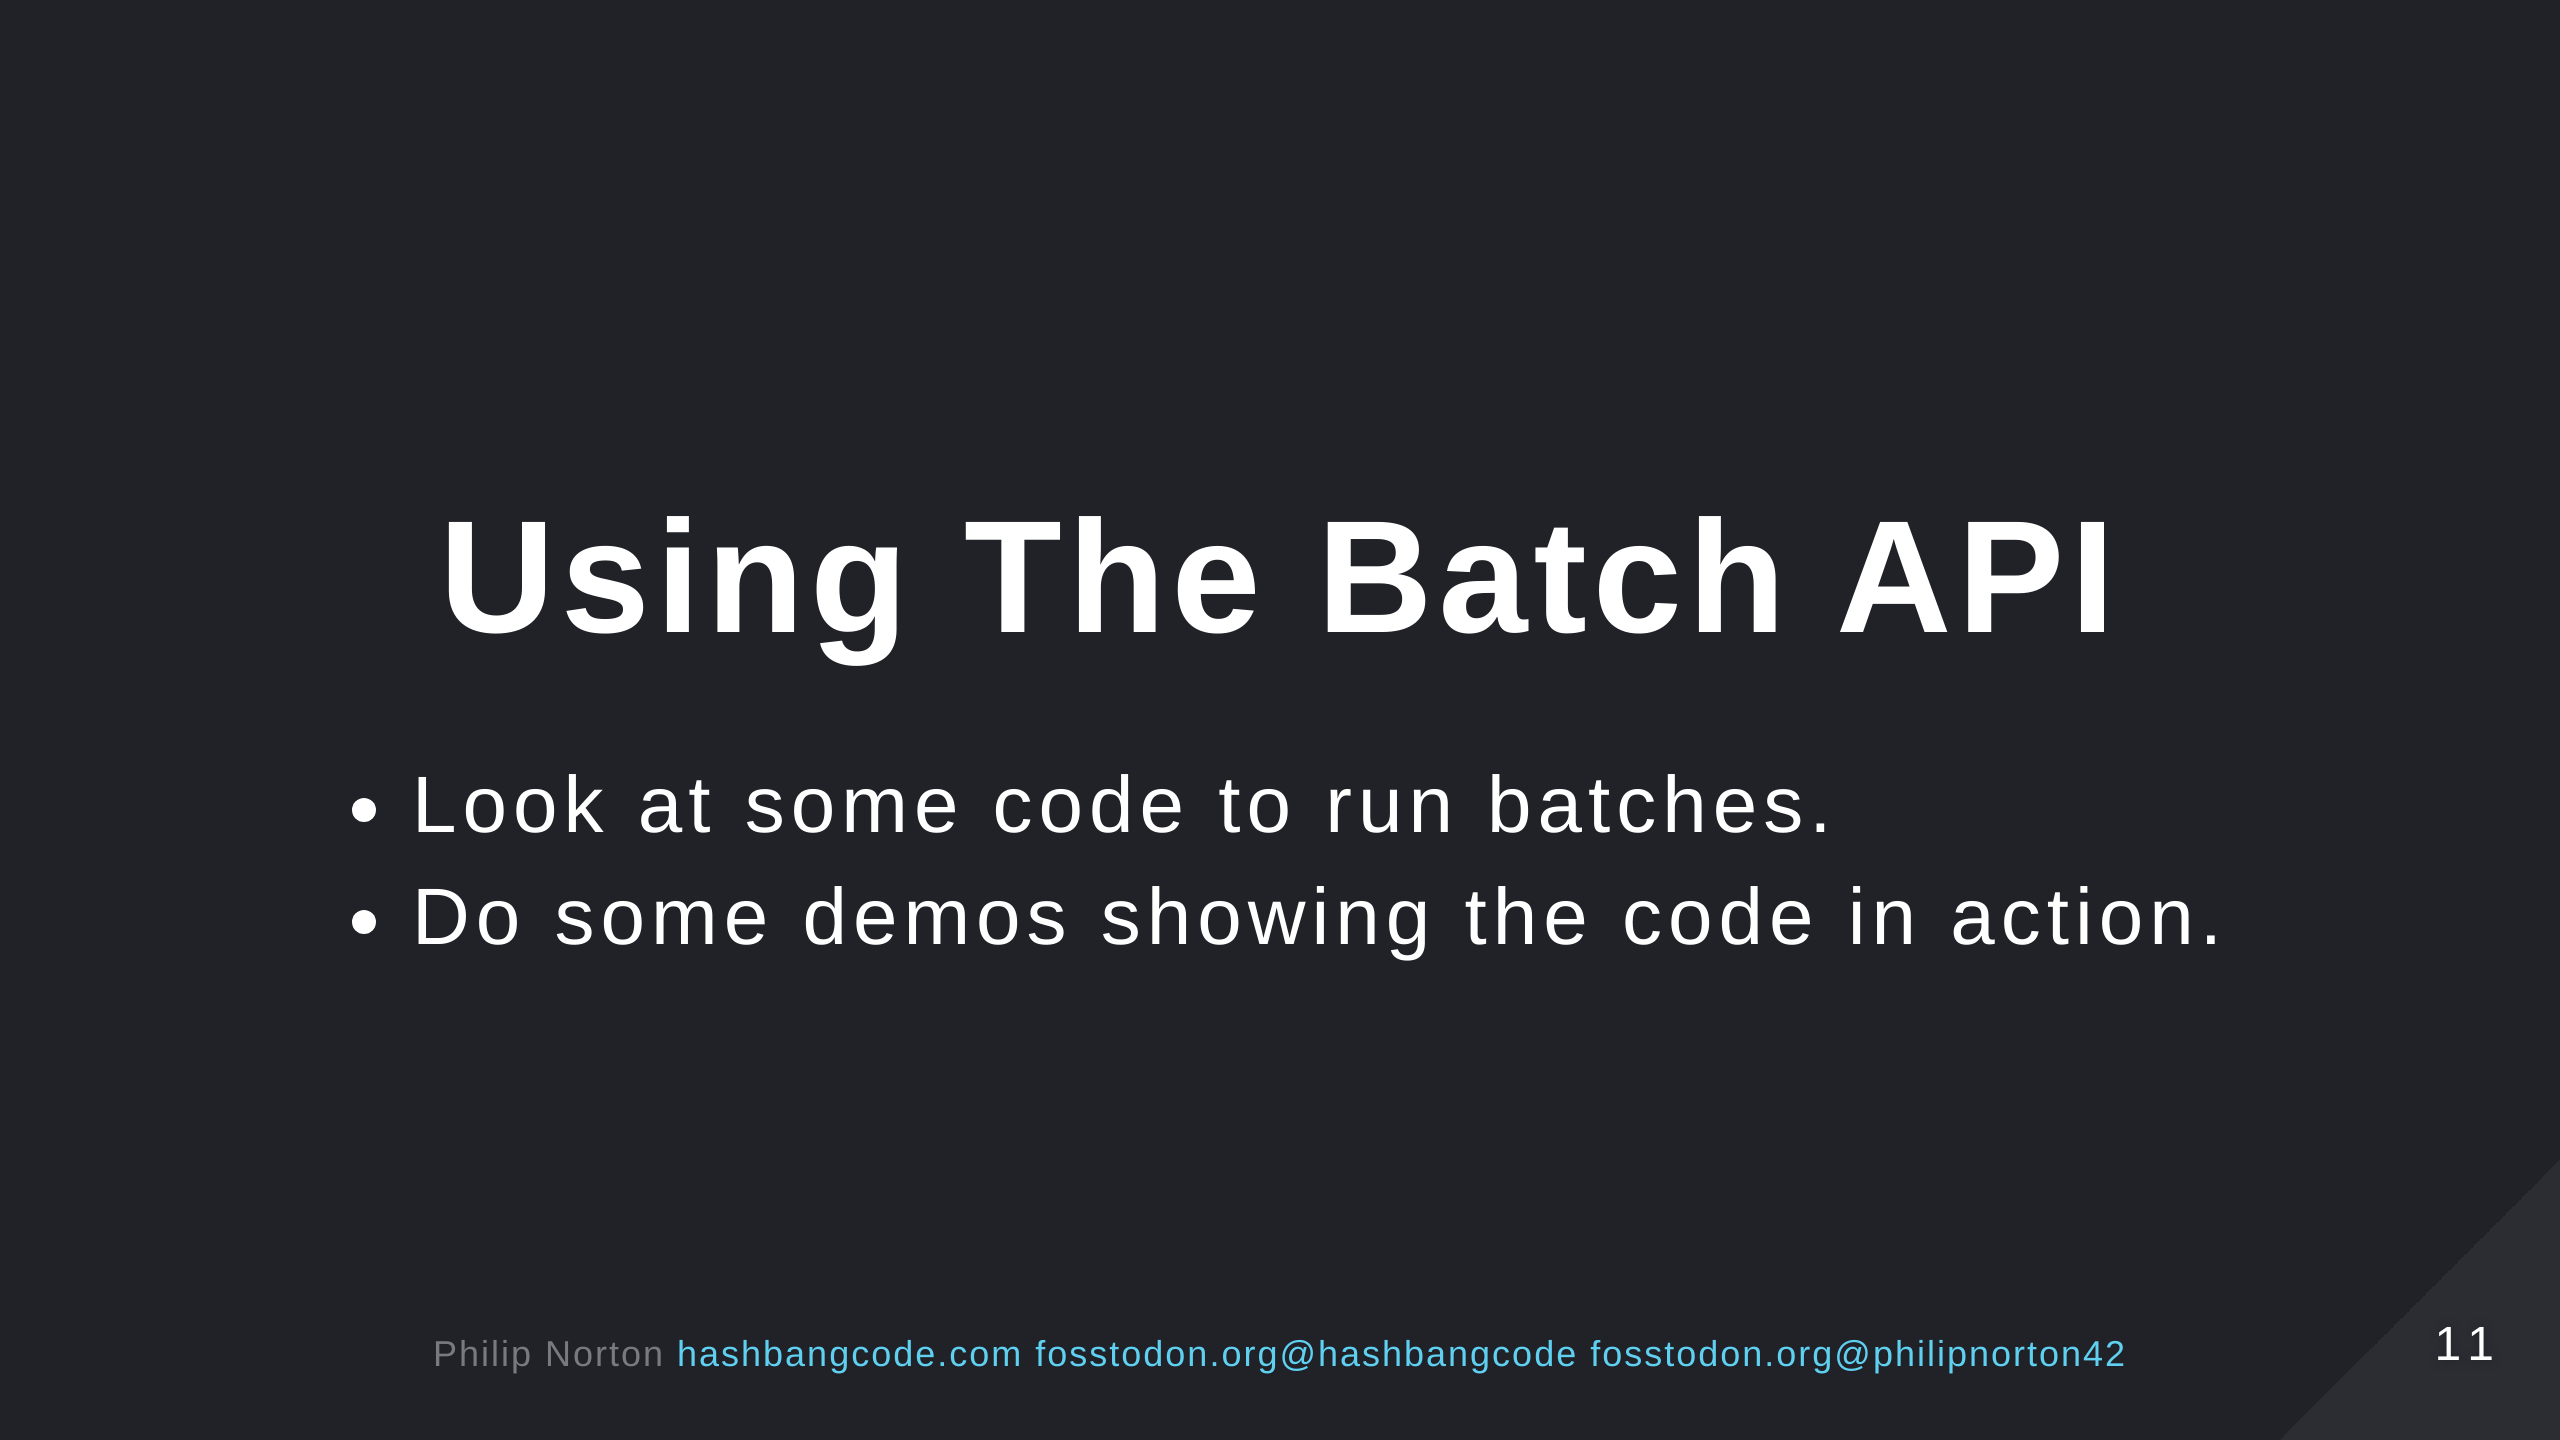 Using The Batch API
• Look at some code to run batches.
• Do some demos showing the code in action.
Philip Norton hashbangcode.com fosstodon.org@hashbangcode fosstodon.org@philipnorton42
11